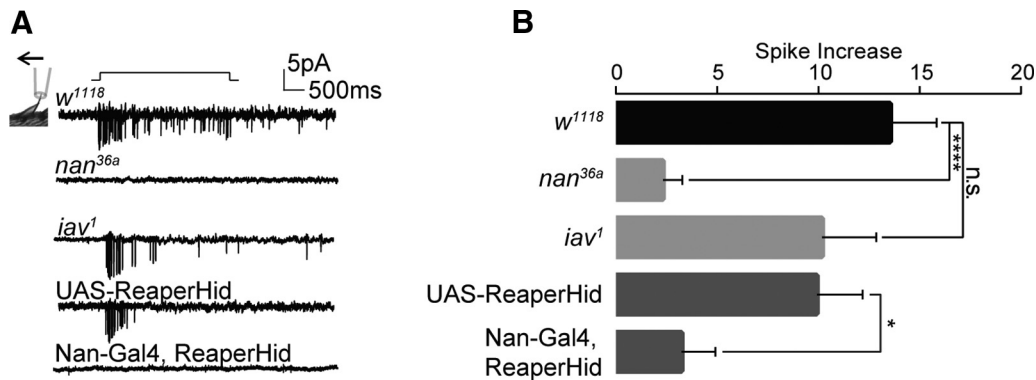 A
5pA
500ms
w1118
nan36a
iav1
UAS-ReaperHid
Nan-Gal4, ReaperHid
B
Spike Increase
0 5 10 15 20
w1118
nan36a
iav1
UAS-ReaperHid
Nan-Gal4,
ReaperHid
****
n.s.
*